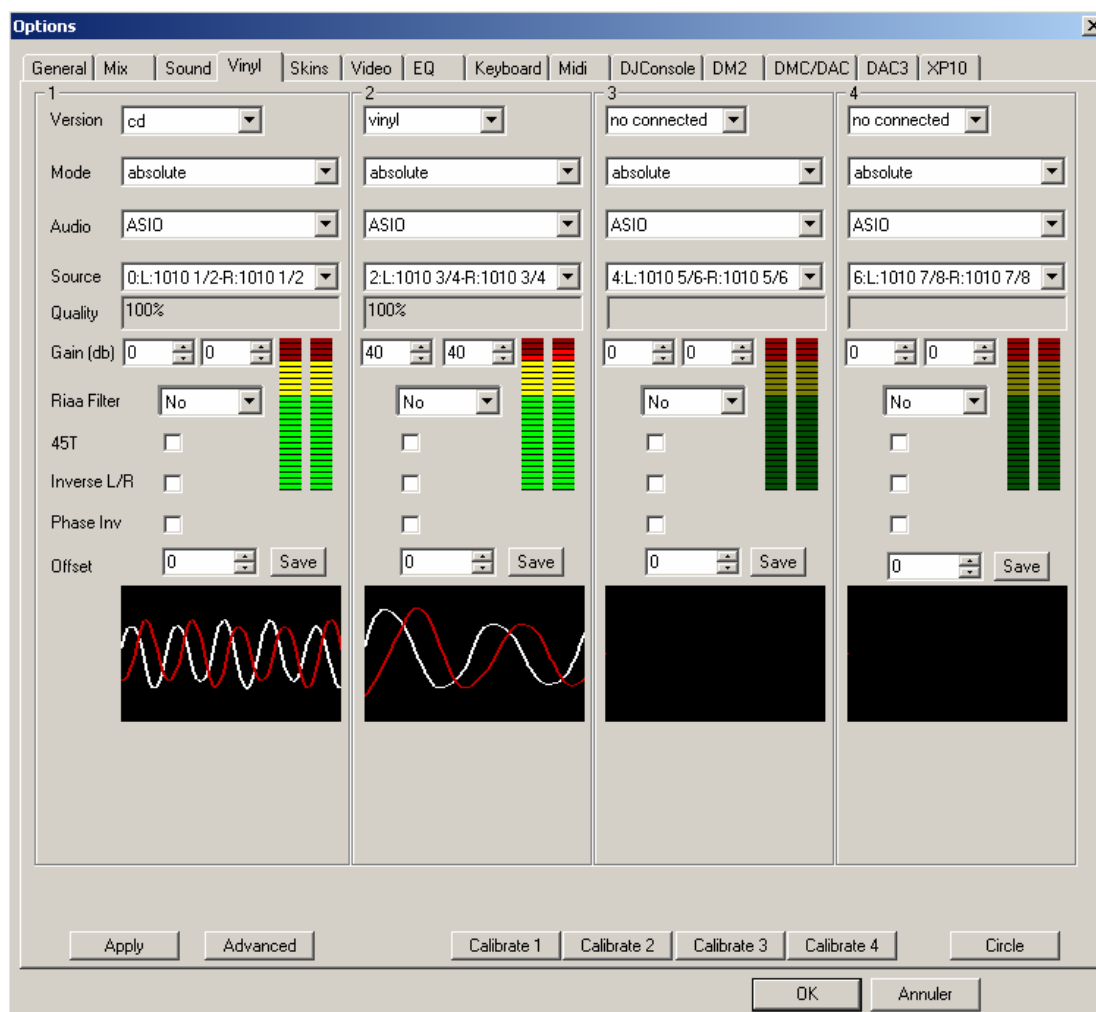 Options
General Mix Sound Vinyl Skins Video EQ Keyboard Midi DJConsole DM2 DMC/DAC DAC3 XP10
1 2 3 4
Version cd vinyl no connected no connected
Mode absolute absolute absolute absolute
Audio ASIO ASIO ASIO ASIO
Source 0:L:1010 1/2-R:1010 1/2 2:L:1010 3/4-R:1010 3/4 4:L:1010 5/6-R:1010 5/6 6:L:1010 7/8-R:1010 7/8
Quality 100% 100%
Gain (db) 0 0 40 40 0 0 0 0
Riaa Filter No No No No
45T
Inverse L/R
Phase Inv
Offset 0 Save 0 Save 0 Save 0 Save
Apply Advanced Calibrate 1 Calibrate 2 Calibrate 3 Calibrate 4 Circle
OK Annuler